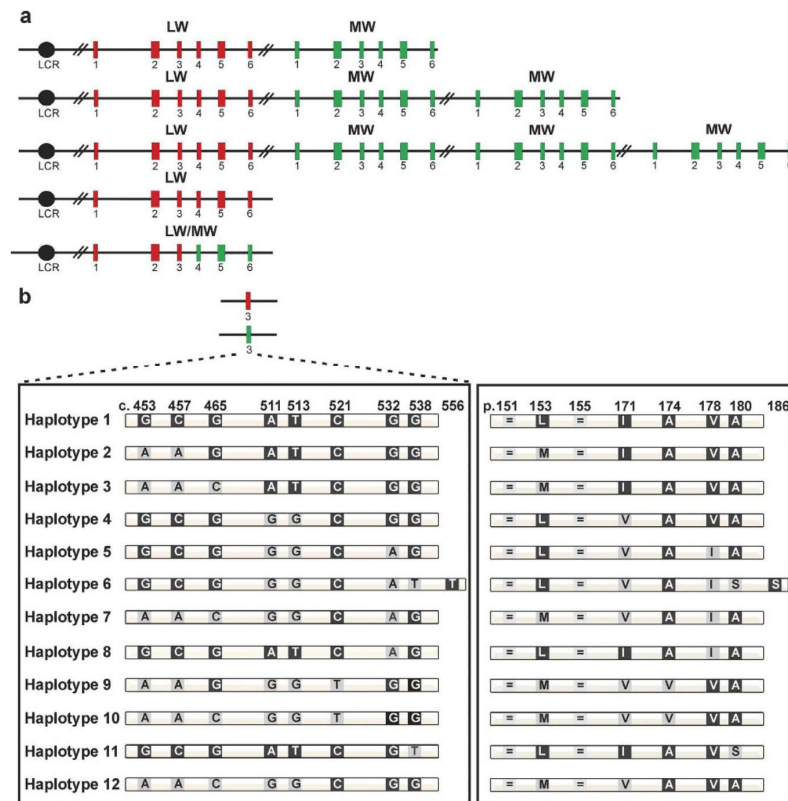 a
LW MW
LCR 1 2 3 4 5 6 1 2 3 4 5 6
LW MW MW
LCR 1 2 3 4 5 6 1 2 3 4 5 6 1 2 3 4 5 6
LW MW MW MW
LCR 1 2 3 4 5 6 1 2 3 4 5 6 1 2 3 4 5 6 1 2 3 4 5
LW
LCR 1 2 3 4 5 6
LW/MW
LCR 1 2 3 4 5 6
b
3
3
c. 453 457 465 511 513 521 532 538 556 p.151 153 155 171 174 178 180 186
Haplotype 1 G C G A T C G G = L = I A V A
Haplotype 2 A A G A T C G G = M = I A V A
Haplotype 3 A A C A T C G G = M = I A V A
Haplotype 4 G C G G G C G G = L = V A V A
Haplotype 5 G C G G G C A G = L = V A I A
Haplotype 6 G C G G G C A T T = L = V A I S S
Haplotype 7 A A C G G C A G = M = V A I A
Haplotype 8 G C G A T C A G = L = I A I A
Haplotype 9 A A G G G T G G = M = V V V A
Haplotype 10 A A C G G T G G = M = V V V A
Haplotype 11 G C G A T C G T = L = I A V S
Haplotype 12 A A C G G C G G = M = V A V A